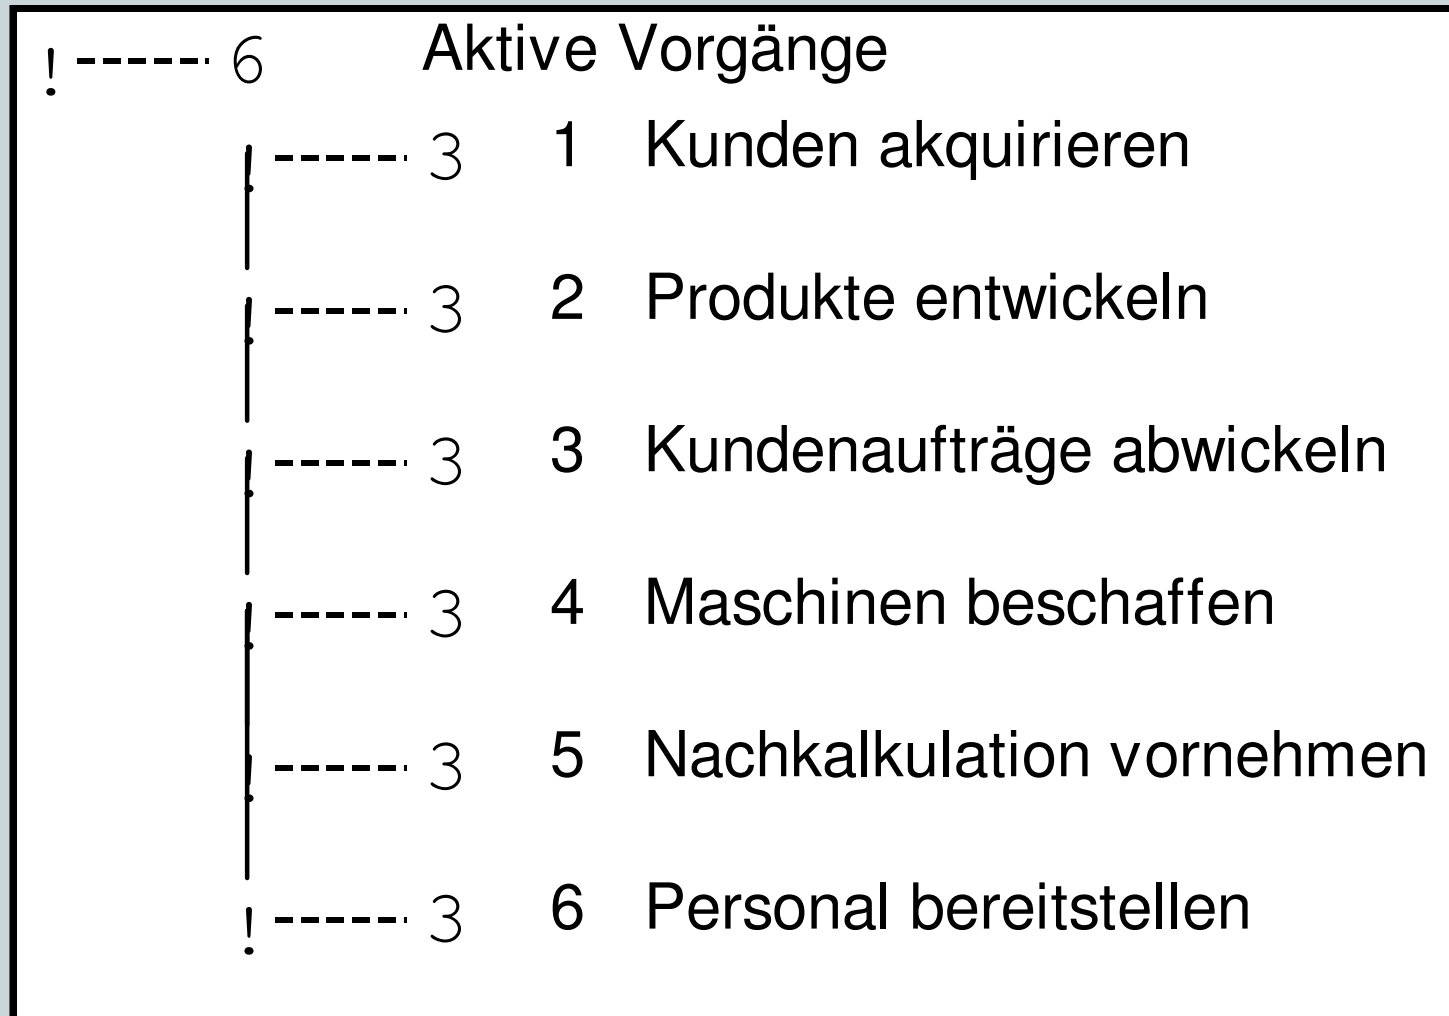 ! ------ 6 Aktive Vorgänge
! ------ 3 1 Kunden akquirieren
! ------ 3 2 Produkte entwickeln
! ------ 3 3 Kundenaufträge abwickeln
! ------ 3 4 Maschinen beschaffen
! ------ 3 5 Nachkalkulation vornehmen
! ------ 3 6 Personal bereitstellen